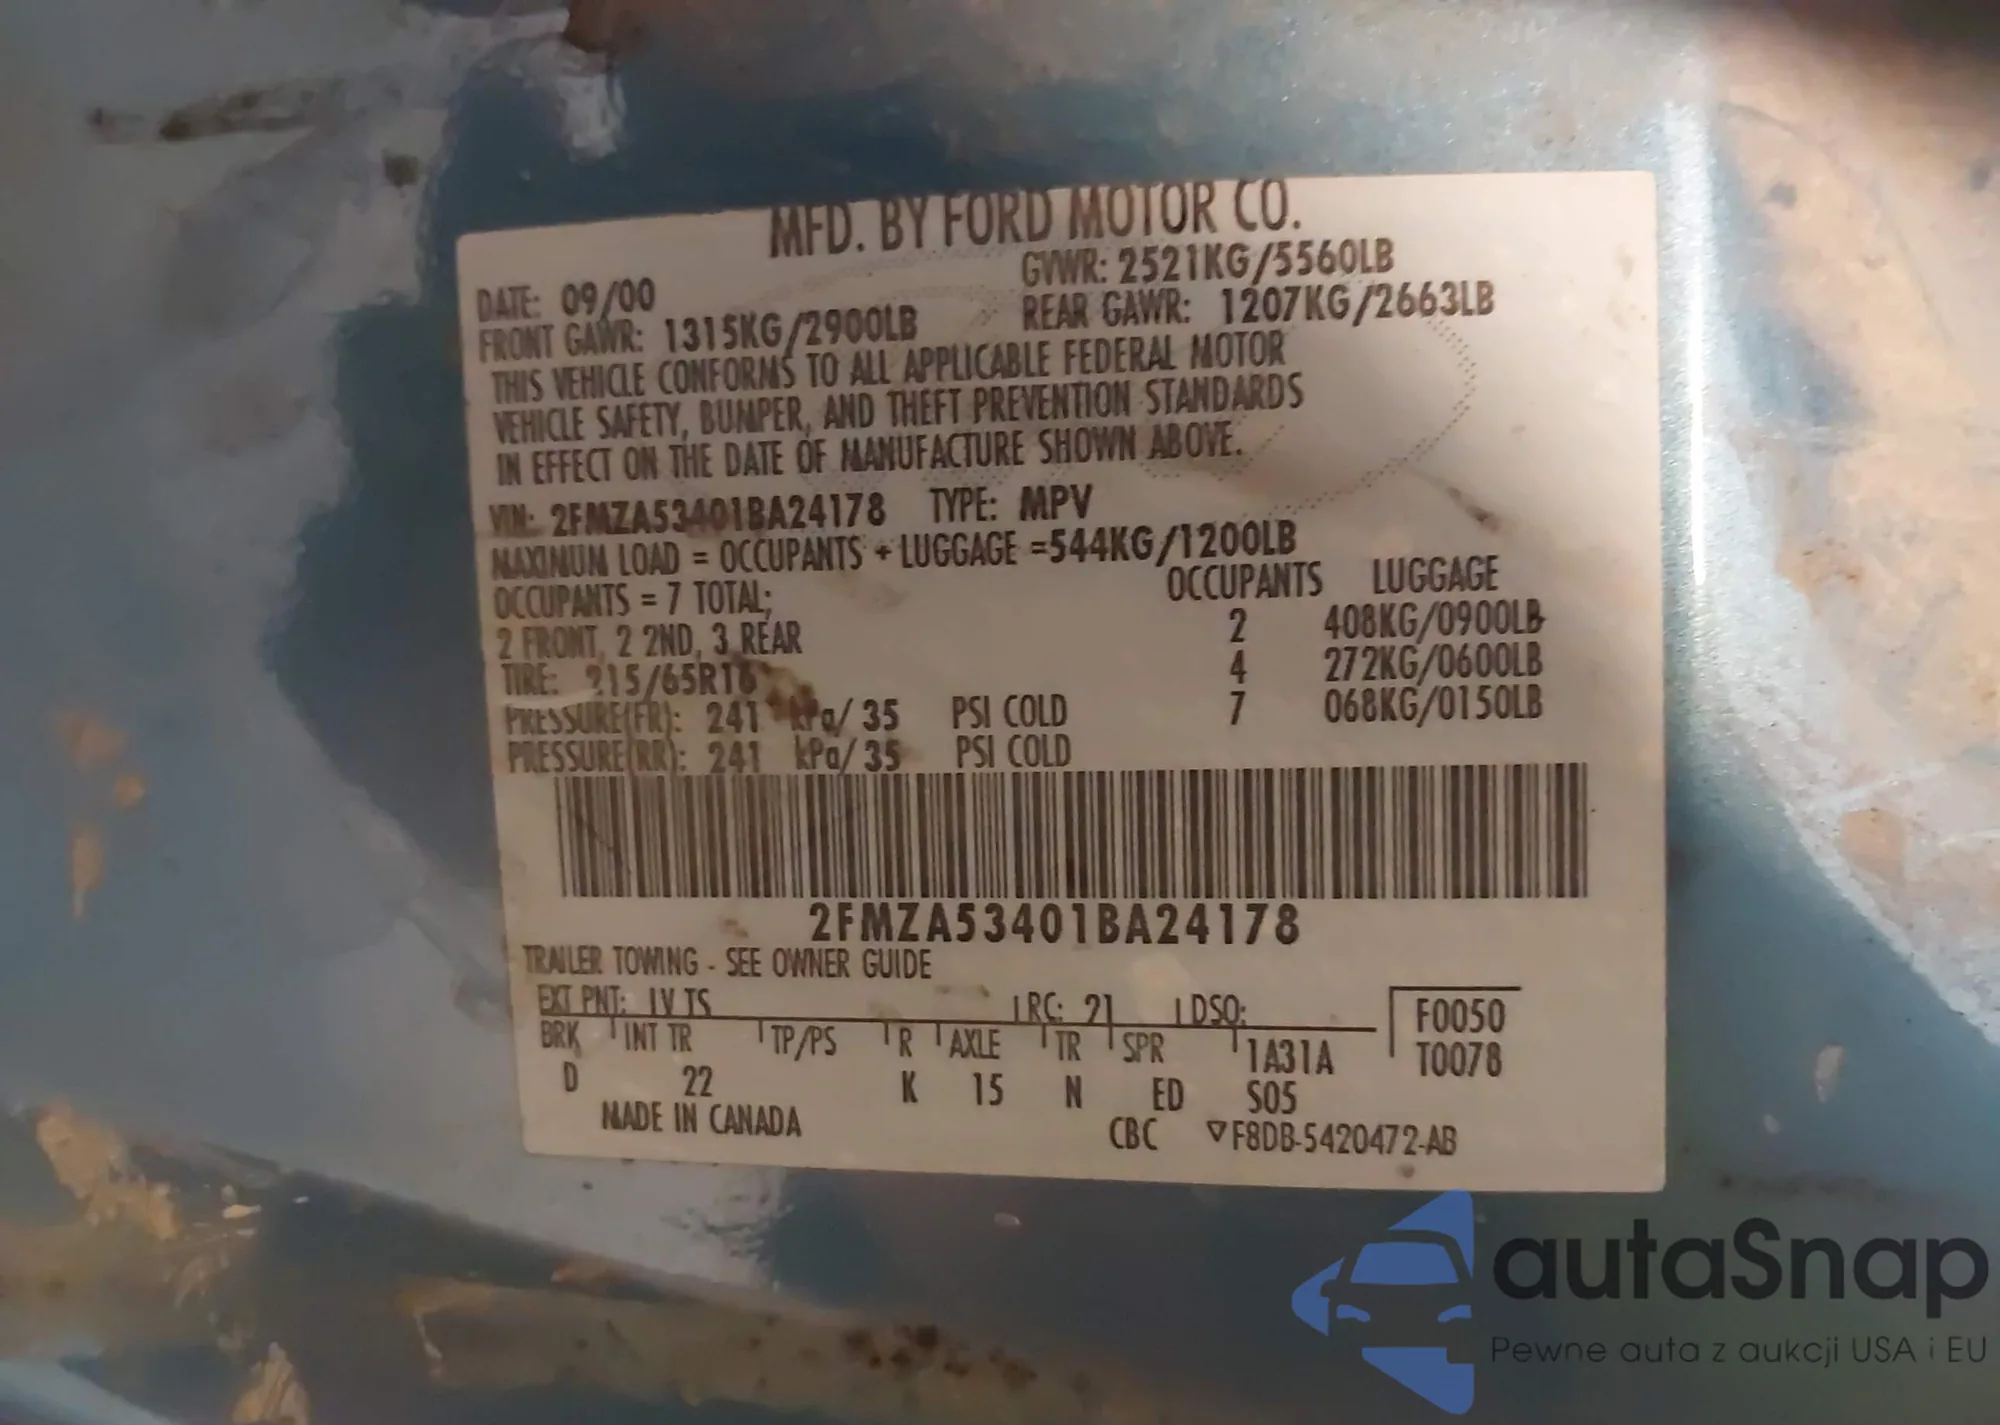 MFD. BY FORD MOTOR CO.
DATE: 09/00 GVWR: 2521KG/5560LB
FRONT GAWR: 1315KG/2900LB REAR GAWR: 1207KG/2663LB
THIS VEHICLE CONFORMS TO ALL APPLICABLE FEDERAL MOTOR
VEHICLE SAFETY, BUMPER, AND THEFT PREVENTION STANDARDS
IN EFFECT ON THE DATE OF MANUFACTURE SHOWN ABOVE.
VIN: 2FMZA53401BA24178 TYPE: MPV
MAXIMUM LOAD = OCCUPANTS + LUGGAGE =544KG/1200LB
OCCUPANTS = 7 TOTAL; OCCUPANTS LUGGAGE
2 FRONT, 2 2ND, 3 REAR 2 408KG/0900LB
TIRE: 215/65R16 4 272KG/0600LB
PRESSURE(FR): 241 kPa/ 35 PSI COLD 7 068KG/0150LB
PRESSURE(RR): 241 kPa/ 35 PSI COLD
2FMZA53401BA24178
TRAILER TOWING - SEE OWNER GUIDE
EXT PNT: IV TS RC: 21 DSO: F0050
BRK INT TR TP/PS R AXLE TR SPR 1A31A T0078
D 22 K 15 N ED S05
MADE IN CANADA CBC ▽F8DB-5420472-AB
autaSnap
Pewne auta z aukcji USA i EU